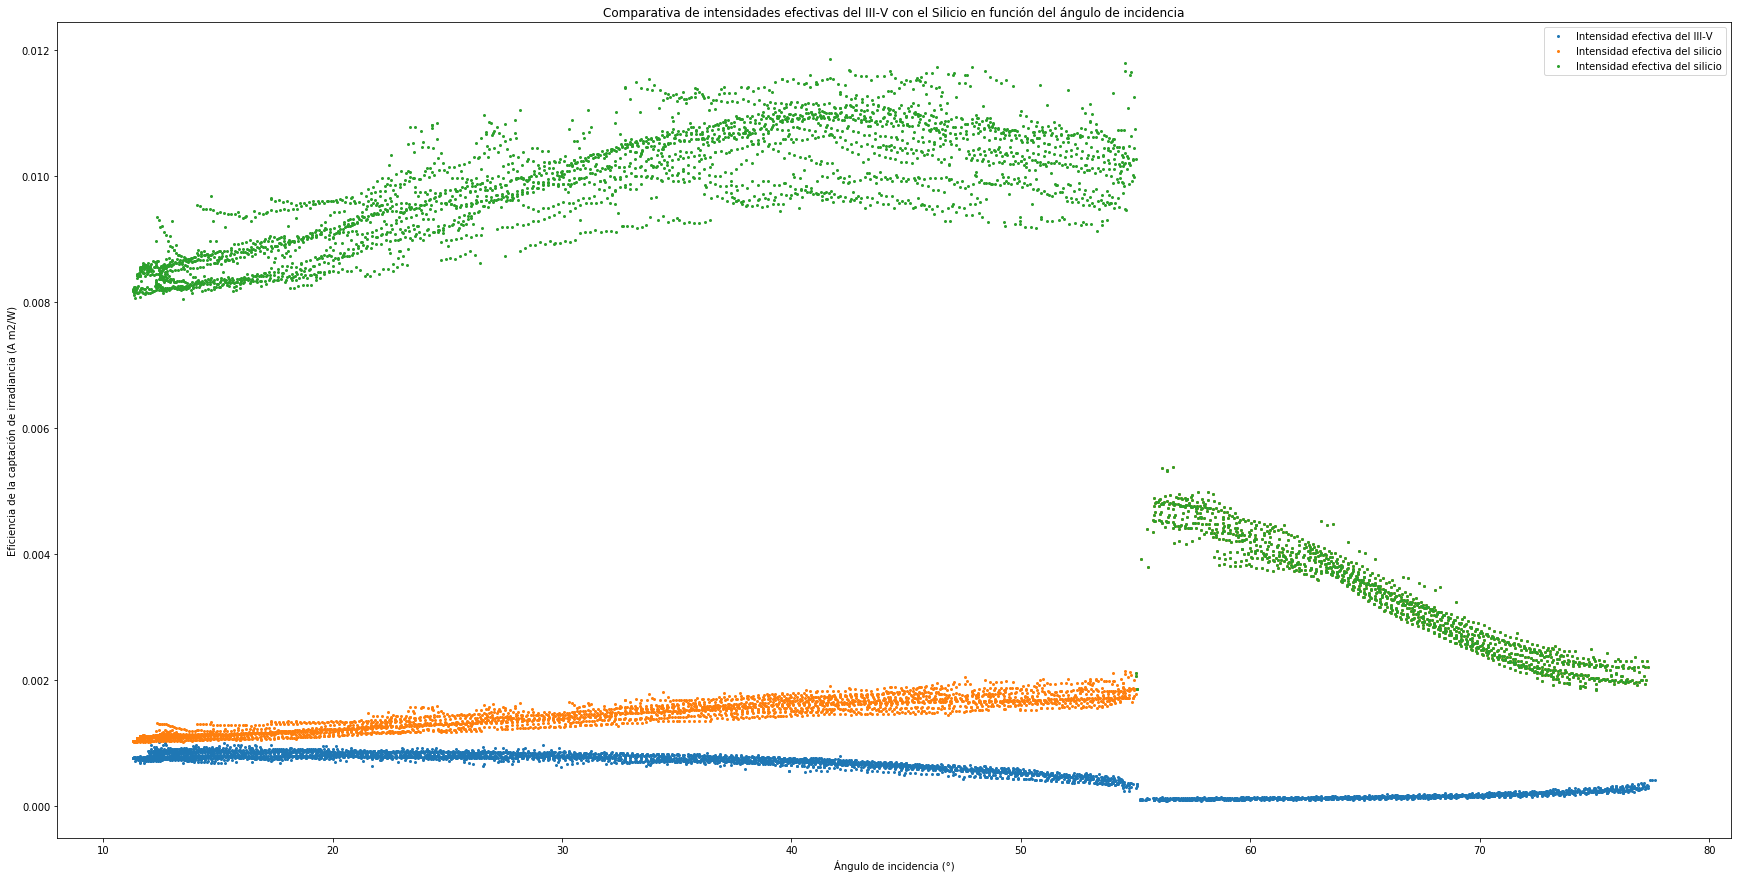 Comparativa de intensidades efectivas del III-V con el Silicio en función del ángulo de incidencia
Intensidad efectiva del III-V
Intensidad efectiva del silicio
Intensidad efectiva del silicio
Eficiencia de la captación de irradiancia (A m2/W)
0.012
0.010
0.008
0.006
0.004
0.002
0.000
10 20 30 40 50 60 70 80
Ángulo de incidencia (°)